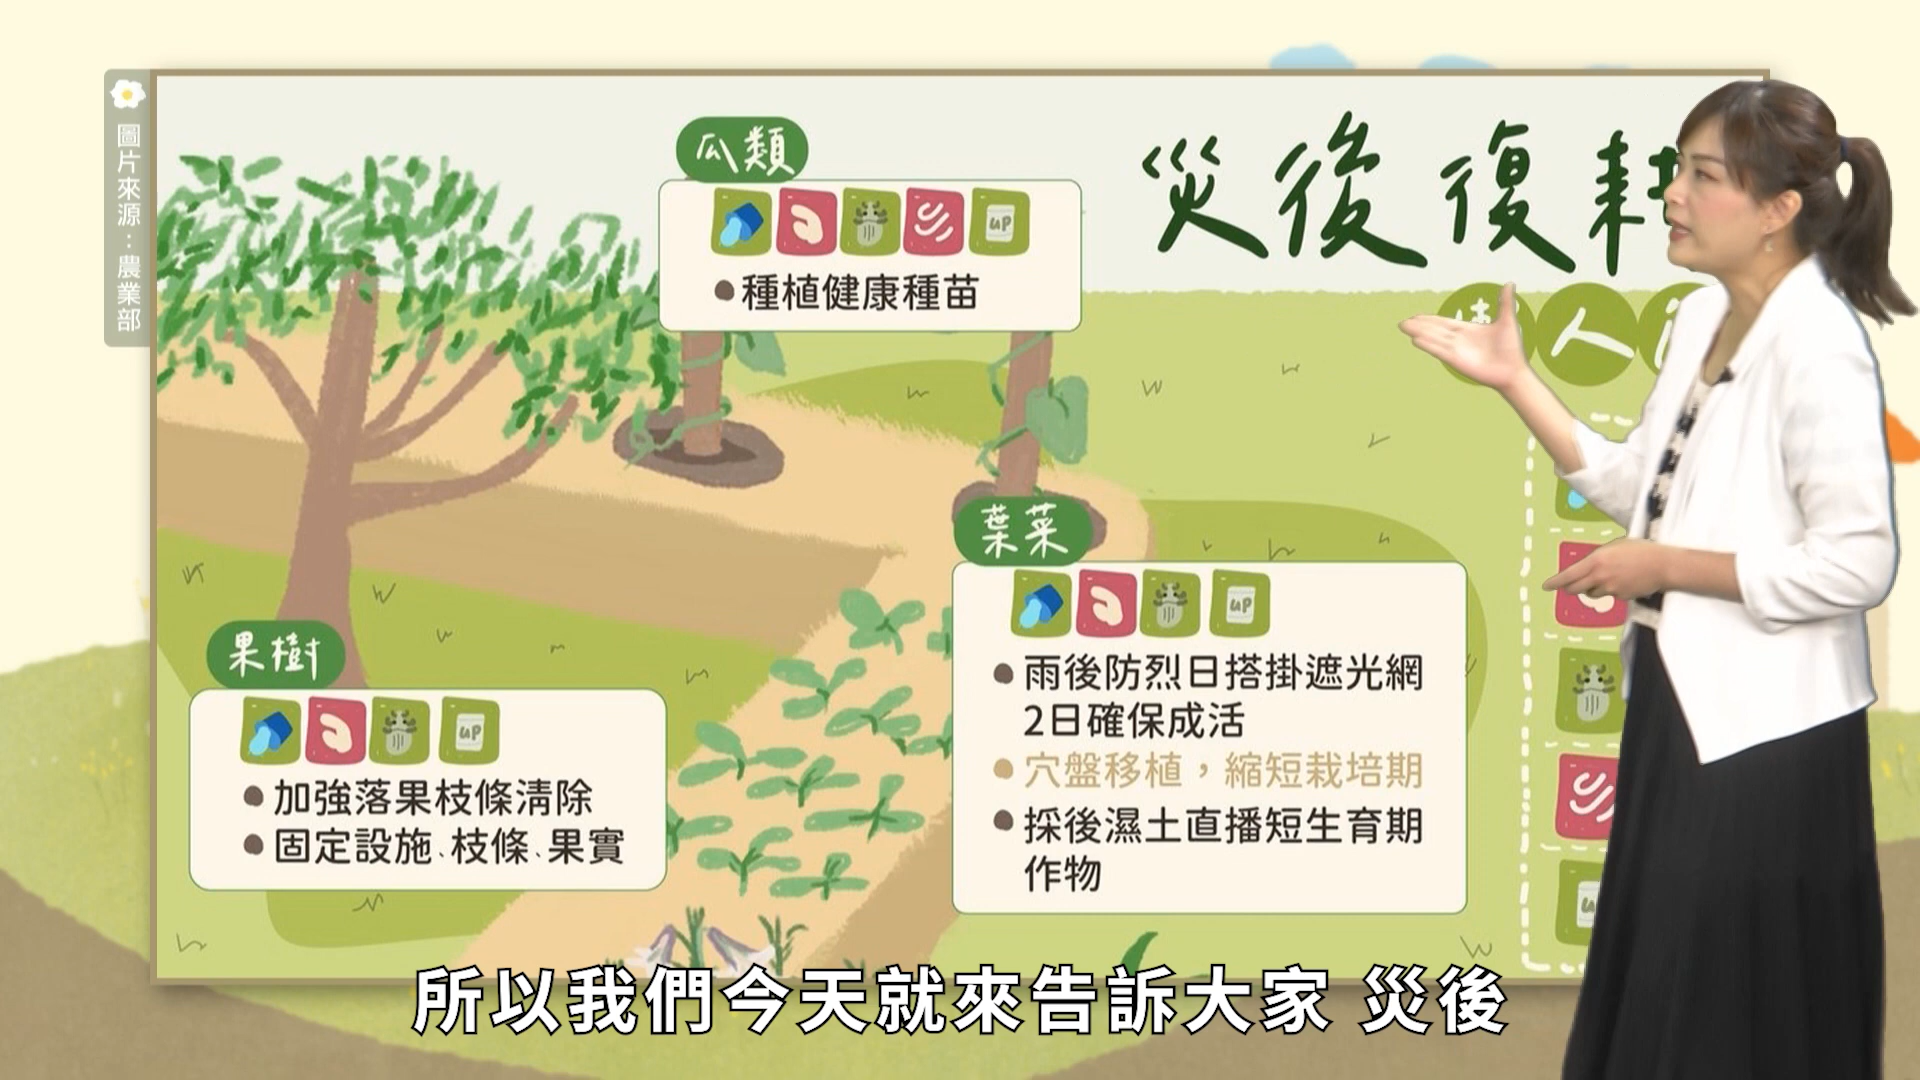 圖片來源：農業部
災後復耕
人
瓜類
UP
種植健康種苗
葉菜
UP
雨後防烈日搭掛遮光網
2日確保成活
穴盤移植，縮短栽培期
採後濕土直播短生育期
作物
果樹
UP
加強落果枝條清除
固定設施、枝條、果實
所以我們今天就來告訴大家 災後